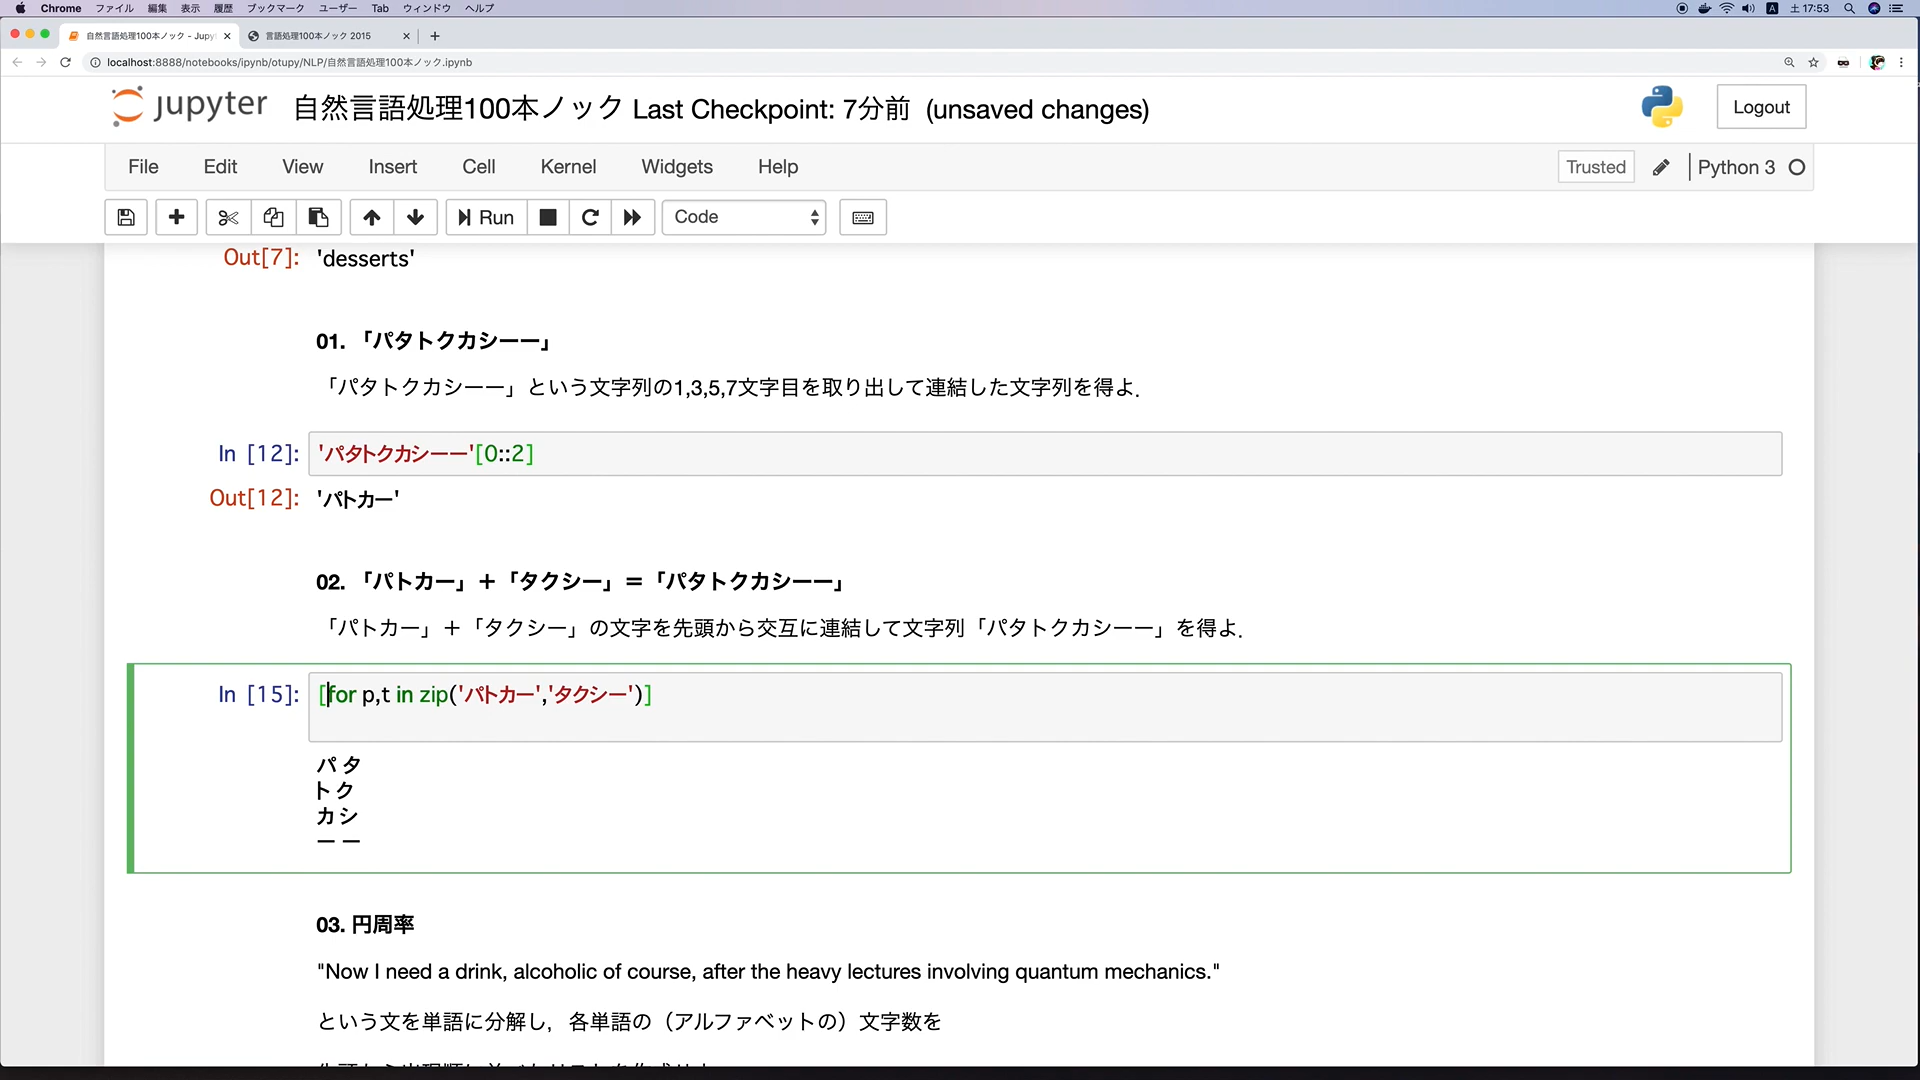 Chrome ファイル 編集 表示 履歴 ブックマーク ユーザー Tab ウィンドウ ヘルプ A 土17:53
自然言語処理100本ノック - Jupy 言語処理100本ノック 2015
localhost:8888/notebooks/ipynb/otupy/NLP/自然言語処理100本ノック.ipynb
jupyter 自然言語処理100本ノック Last Checkpoint: 7分前 (unsaved changes) Logout
File Edit View Insert Cell Kernel Widgets Help Trusted Python 3
Run Code
Out[7]: 'desserts'
01. 「パタトクカシーー」
「パタトクカシーー」という文字列の1,3,5,7文字目を取り出して連結した文字列を得よ．
In [12]: 'パタトクカシーー'[0::2]
Out[12]: 'パトカー'
02. 「パトカー」＋「タクシー」＝「パタトクカシーー」
「パトカー」＋「タクシー」の文字を先頭から交互に連結して文字列「パタトクカシーー」を得よ．
In [15]: [for p,t in zip('パトカー','タクシー')]
パ タ
ト ク
カ シ
ー ー
03. 円周率
"Now I need a drink, alcoholic of course, after the heavy lectures involving quantum mechanics."
という文を単語に分解し，各単語の（アルファベットの）文字数を